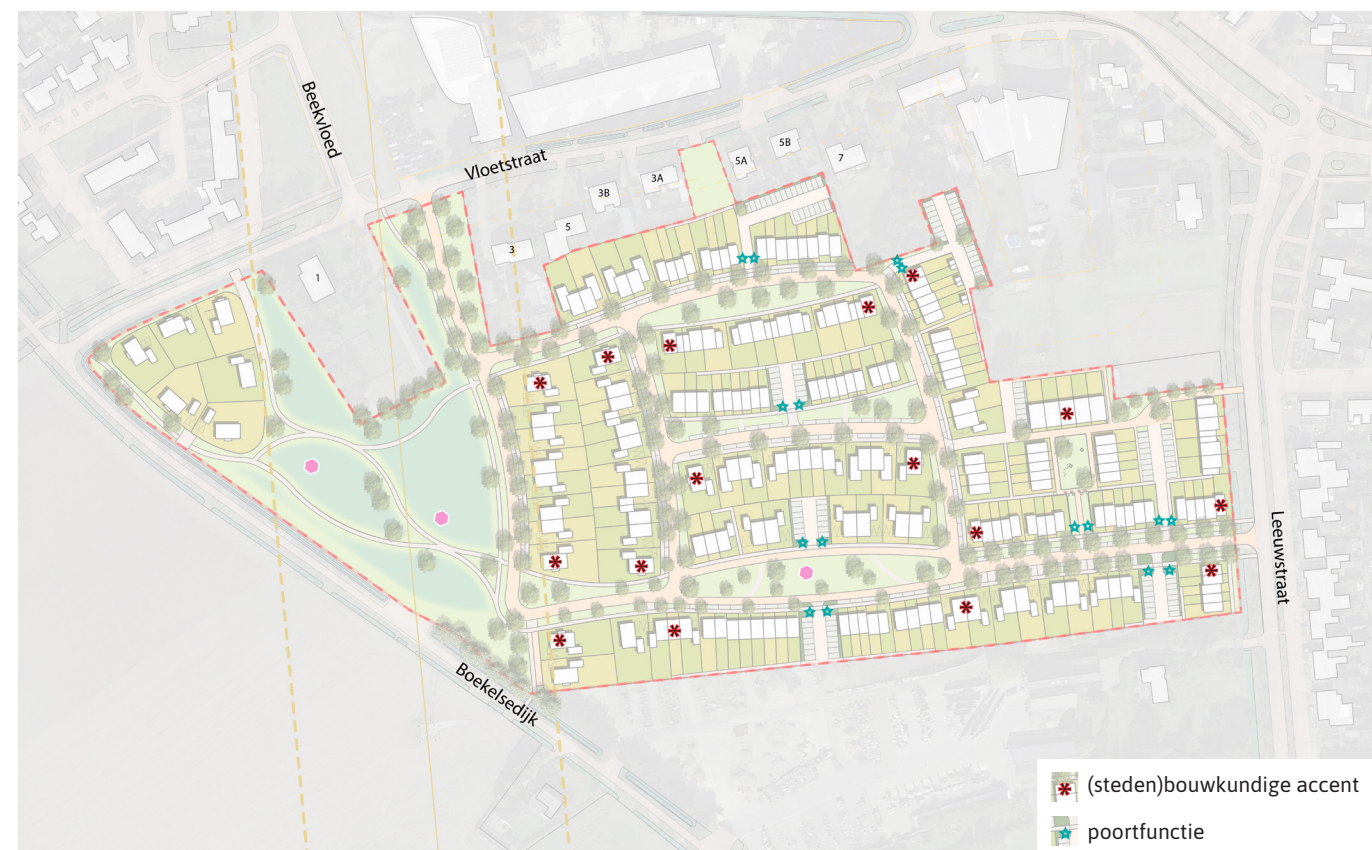 Beekvloed
Vloetstraat
5B
5A
7
3A
3B
5
3
1
Leeuwstraat
Boekelsedijk
(steden)bouwkundige accent
poortfunctie